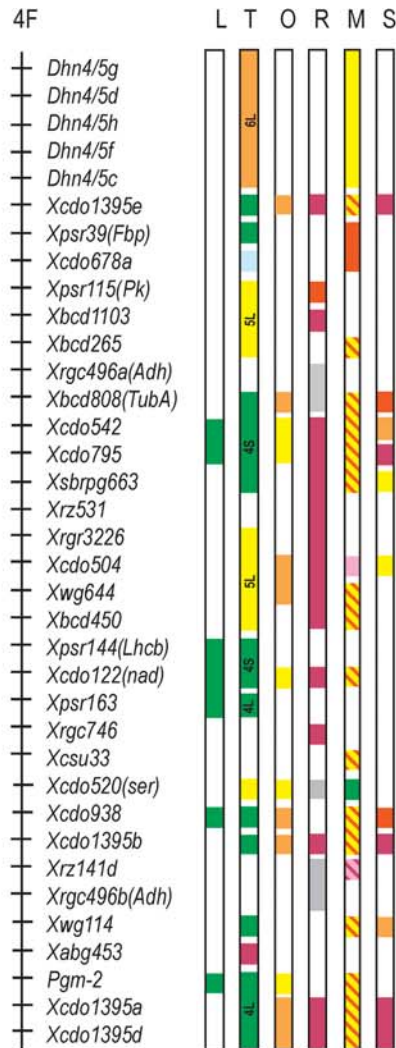 4F L T O R M S
Dhn4/5g
Dhn4/5d
Dhn4/5h
6L
Dhn4/5f
Dhn4/5c
Xcdo1395e
Xpsr39(Fbp)
Xcdo678a
Xpsr115(Pk)
Xbcd1103
5L
Xbcd265
Xrgc496a(Adh)
Xbcd808(TubA)
Xcdo542
4S
Xcdo795
Xsbrpg663
Xrz531
Xrgr3226
Xcdo504
5L
Xwg644
Xbcd450
Xpsr144(Lhcb)
4S
Xcdo122(nad)
Xpsr163
4L
Xrgc746
Xcsu33
Xcdo520(ser)
Xcdo938
Xcdo1395b
Xrz141d
Xrgc496b(Adh)
Xwg114
Xabg453
Pgm-2
Xcdo1395a
4L
Xcdo1395d